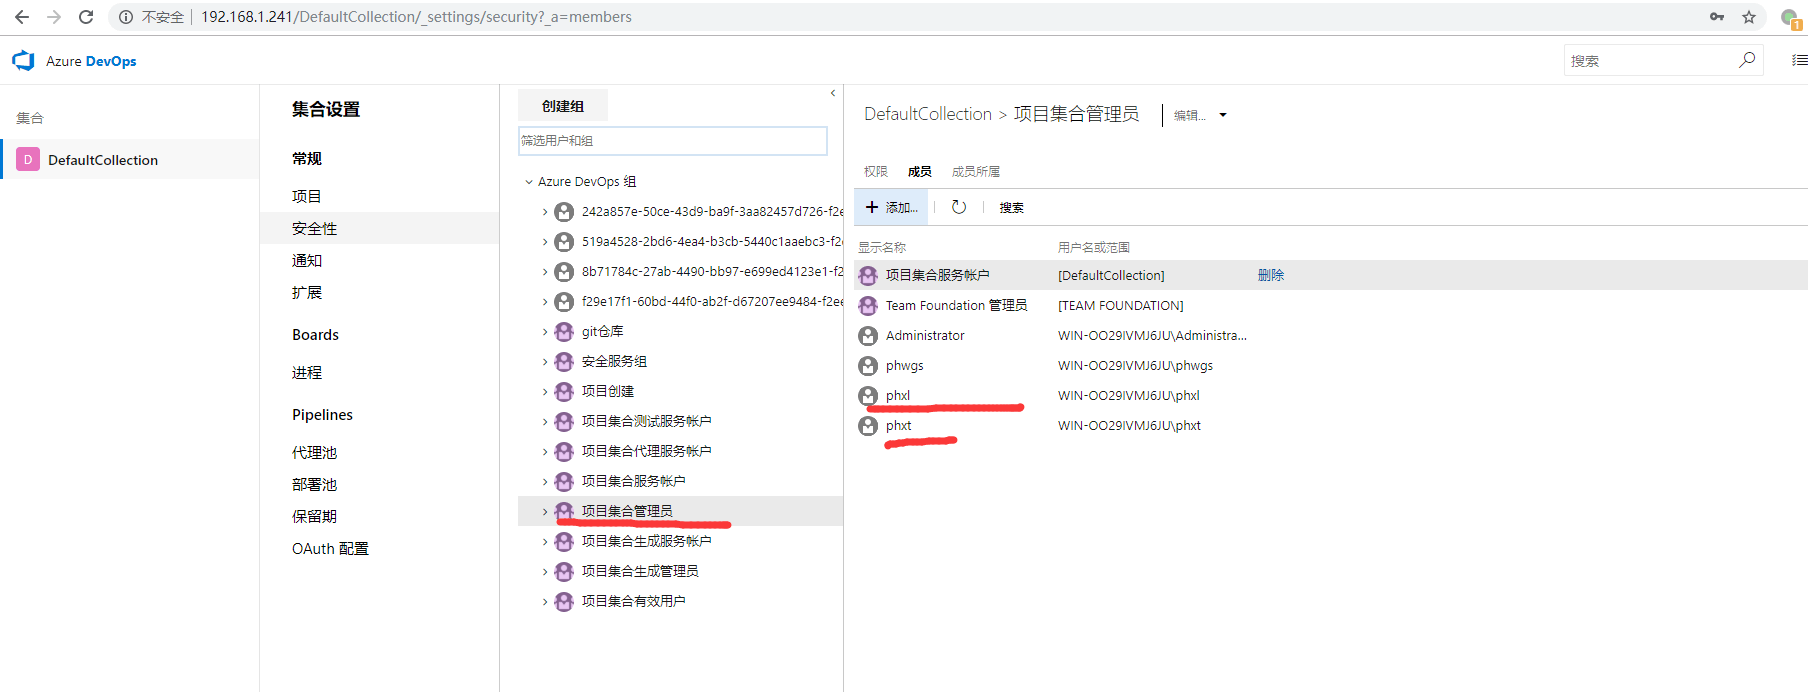 不安全 192.168.1.241/DefaultCollection/_settings/security?_a=members
1
Azure DevOps
搜索
集合
D DefaultCollection
集合设置
常规
项目
安全性
通知
扩展
Boards
进程
Pipelines
代理池
部署池
保留期
OAuth 配置
创建组
筛选用户和组
Azure DevOps 组
242a857e-50ce-43d9-ba9f-3aa82457d726-f2e
519a4528-2bd6-4ea4-b3cb-5440c1aaebc3-f2
8b71784c-27ab-4490-bb97-e699ed4123e1-f2
f29e17f1-60bd-44f0-ab2f-d67207ee9484-f2ee
git仓库
安全服务组
项目创建
项目集合测试服务帐户
项目集合代理服务帐户
项目集合服务帐户
项目集合管理员
项目集合生成服务帐户
项目集合生成管理员
项目集合有效用户
DefaultCollection > 项目集合管理员 编辑...
权限 成员 成员所属
+ 添加... 搜索
显示名称 用户名或范围
项目集合服务帐户 [DefaultCollection] 删除
Team Foundation 管理员 [TEAM FOUNDATION]
Administrator WIN-OO29IVMJ6JU\Administra...
phwgs WIN-OO29IVMJ6JU\phwgs
phxl WIN-OO29IVMJ6JU\phxl
phxt WIN-OO29IVMJ6JU\phxt